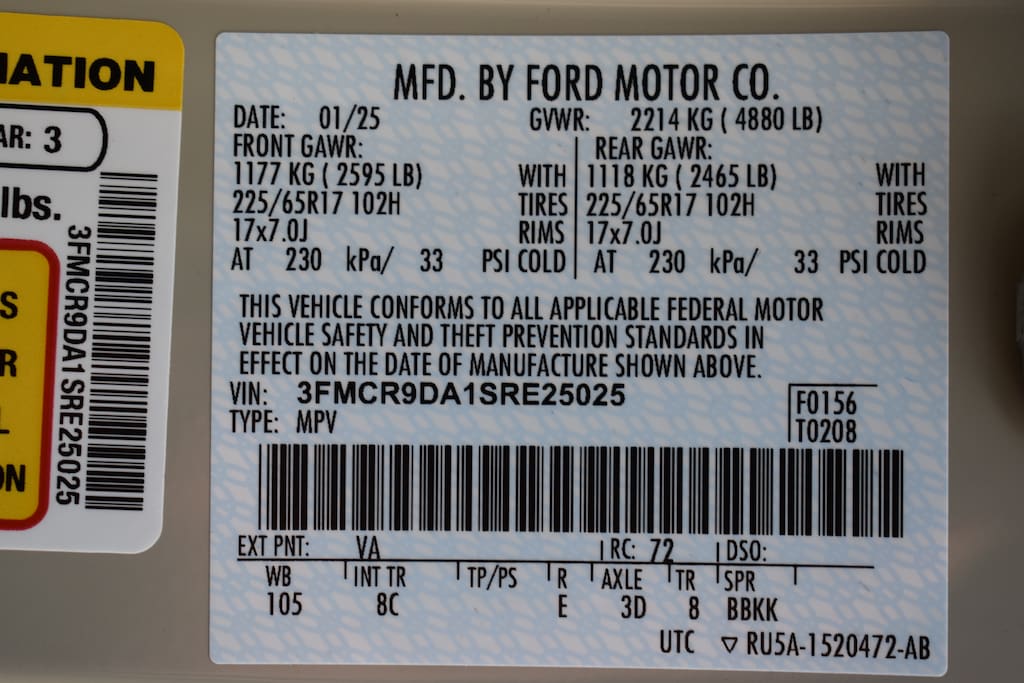 MATION
AR: 3
lbs.
3FMCR9DA1SRE25025
S
R
L
ON
MFD. BY FORD MOTOR CO.
DATE: 01/25 GVWR: 2214 KG ( 4880 LB)
FRONT GAWR: REAR GAWR:
1177 KG ( 2595 LB) WITH 1118 KG ( 2465 LB) WITH
225/65R17 102H TIRES 225/65R17 102H TIRES
17x7.0J RIMS 17x7.0J RIMS
AT 230 kPa/ 33 PSI COLD AT 230 kPa/ 33 PSI COLD
THIS VEHICLE CONFORMS TO ALL APPLICABLE FEDERAL MOTOR
VEHICLE SAFETY AND THEFT PREVENTION STANDARDS IN
EFFECT ON THE DATE OF MANUFACTURE SHOWN ABOVE.
VIN: 3FMCR9DA1SRE25025
TYPE: MPV
F0156
T0208
EXT PNT: VA RC: 72 DSO:
WB INT TR TP/PS R AXLE TR SPR
105 8C E 3D 8 BBKK
UTC ▽ RU5A-1520472-AB